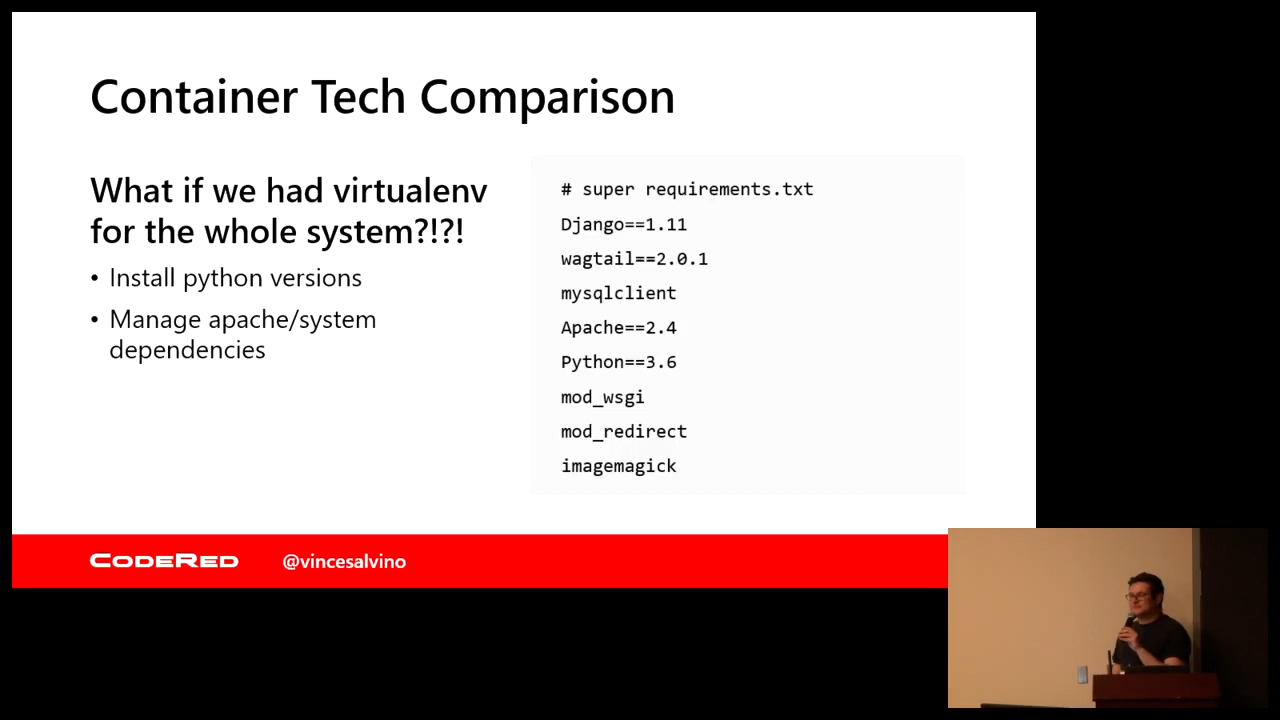 Container Tech Comparison
What if we had virtualenv
for the whole system?!?!
• Install python versions
• Manage apache/system
dependencies
# super requirements.txt
Django==1.11
wagtail==2.0.1
mysqlclient
Apache==2.4
Python==3.6
mod_wsgi
mod_redirect
imagemagick
CODERED
@vincesalvino